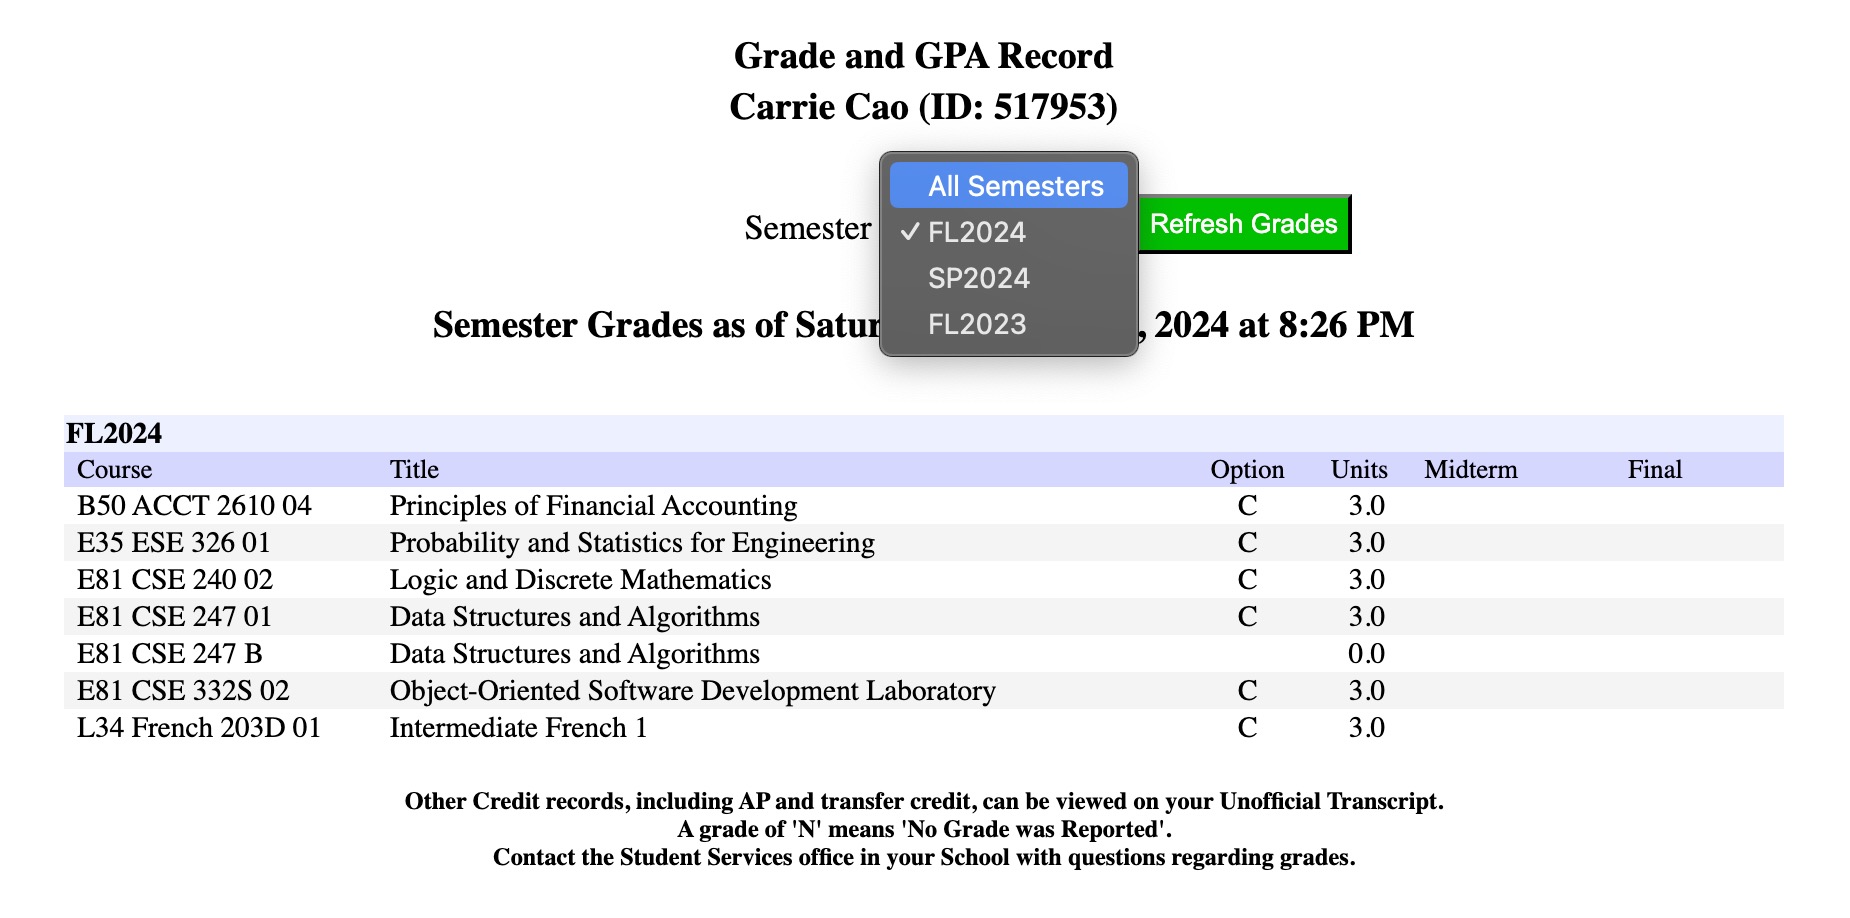 Grade and GPA Record
Carrie Cao (ID: 517953)
All Semesters
Semester ✓ FL2024 Refresh Grades
SP2024
FL2023
Semester Grades as of , 2024 at 8:26 PM
FL2024
Course Title Option Units Midterm Final
B50 ACCT 2610 04 Principles of Financial Accounting C 3.0
E35 ESE 326 01 Probability and Statistics for Engineering C 3.0
E81 CSE 240 02 Logic and Discrete Mathematics C 3.0
E81 CSE 247 01 Data Structures and Algorithms C 3.0
E81 CSE 247 B Data Structures and Algorithms 0.0
E81 CSE 332S 02 Object-Oriented Software Development Laboratory C 3.0
L34 French 203D 01 Intermediate French 1 C 3.0
Other Credit records, including AP and transfer credit, can be viewed on your Unofficial Transcript.
A grade of 'N' means 'No Grade was Reported'.
Contact the Student Services office in your School with questions regarding grades.